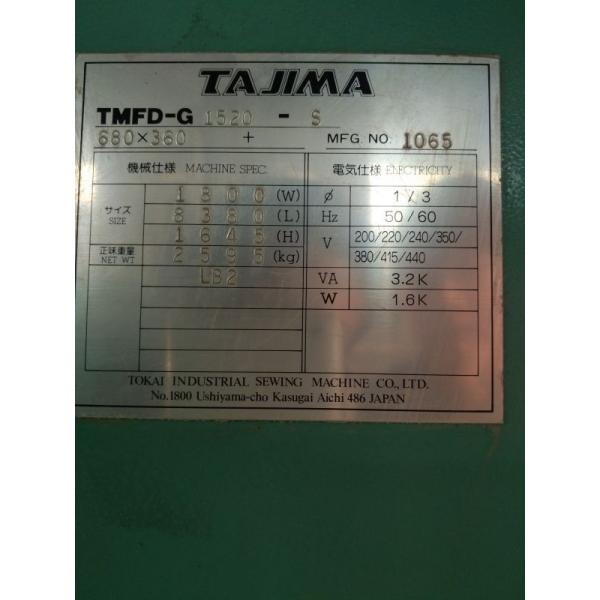 TAJIMA
TMFD-G 1520 - S
680×360 + MFG. NO. 1065
機械仕様 MACHINE SPEC. 電気仕様 ELECTRICITY
サイズ SIZE 1800 (W) ø 1/3
8380 (L) Hz 50/60
1645 (H) V 200/220/240/350/
正味重量 NET WT 2595 (kg) 380/415/440
LB2 VA 3.2K
W 1.6K
TOKAI INDUSTRIAL SEWING MACHINE CO., LTD.
No.1800 Ushiyama-cho Kasugai Aichi 486 JAPAN